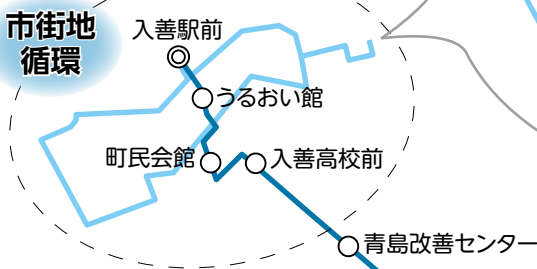 市街地
循環
入善駅前
うるおい館
町民会館
入善高校前
青島改善センター